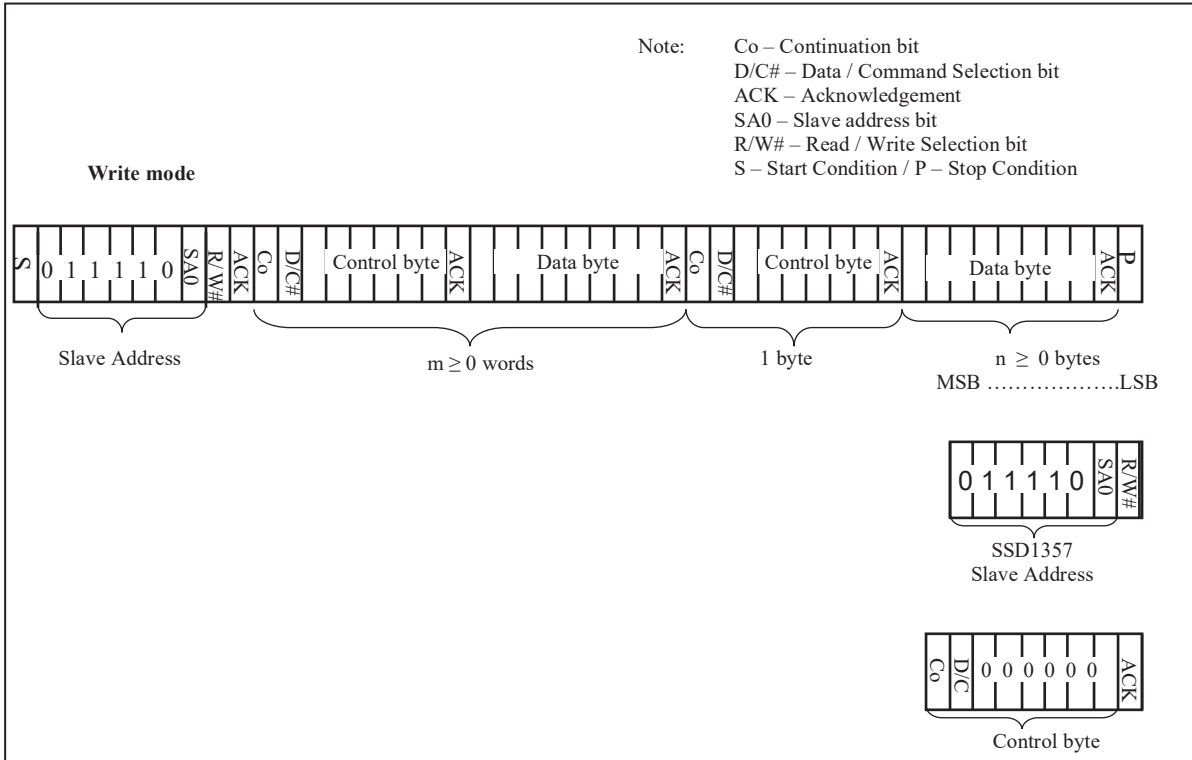 Note: Co – Continuation bit
D/C# – Data / Command Selection bit
ACK – Acknowledgement
SA0 – Slave address bit
R/W# – Read / Write Selection bit
S – Start Condition / P – Stop Condition
Write mode
S 0 1 1 1 1 0 SA0 R/W# ACK Co D/C# Control byte ACK Data byte ACK Co D/C# Control byte ACK Data byte ACK P
Slave Address m ≥ 0 words 1 byte n ≥ 0 bytes
MSB ………………….LSB
0 1 1 1 1 0 SA0 R/W#
SSD1357
Slave Address
Co D/C 0 0 0 0 0 0 ACK
Control byte